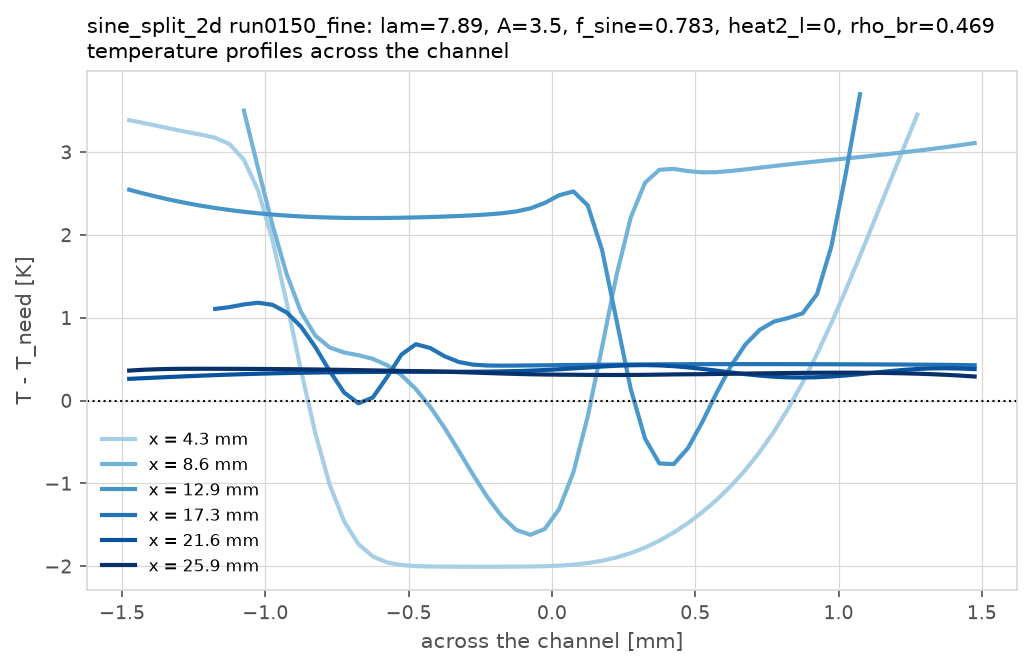 sine_split_2d run0150_fine: lam=7.89, A=3.5, f_sine=0.783, heat2_l=0, rho_br=0.469
temperature profiles across the channel
T - T_need [K]
3
2
1
0
−1
−2
x = 4.3 mm
x = 8.6 mm
x = 12.9 mm
x = 17.3 mm
x = 21.6 mm
x = 25.9 mm
−1.5 −1.0 −0.5 0.0 0.5 1.0 1.5
across the channel [mm]